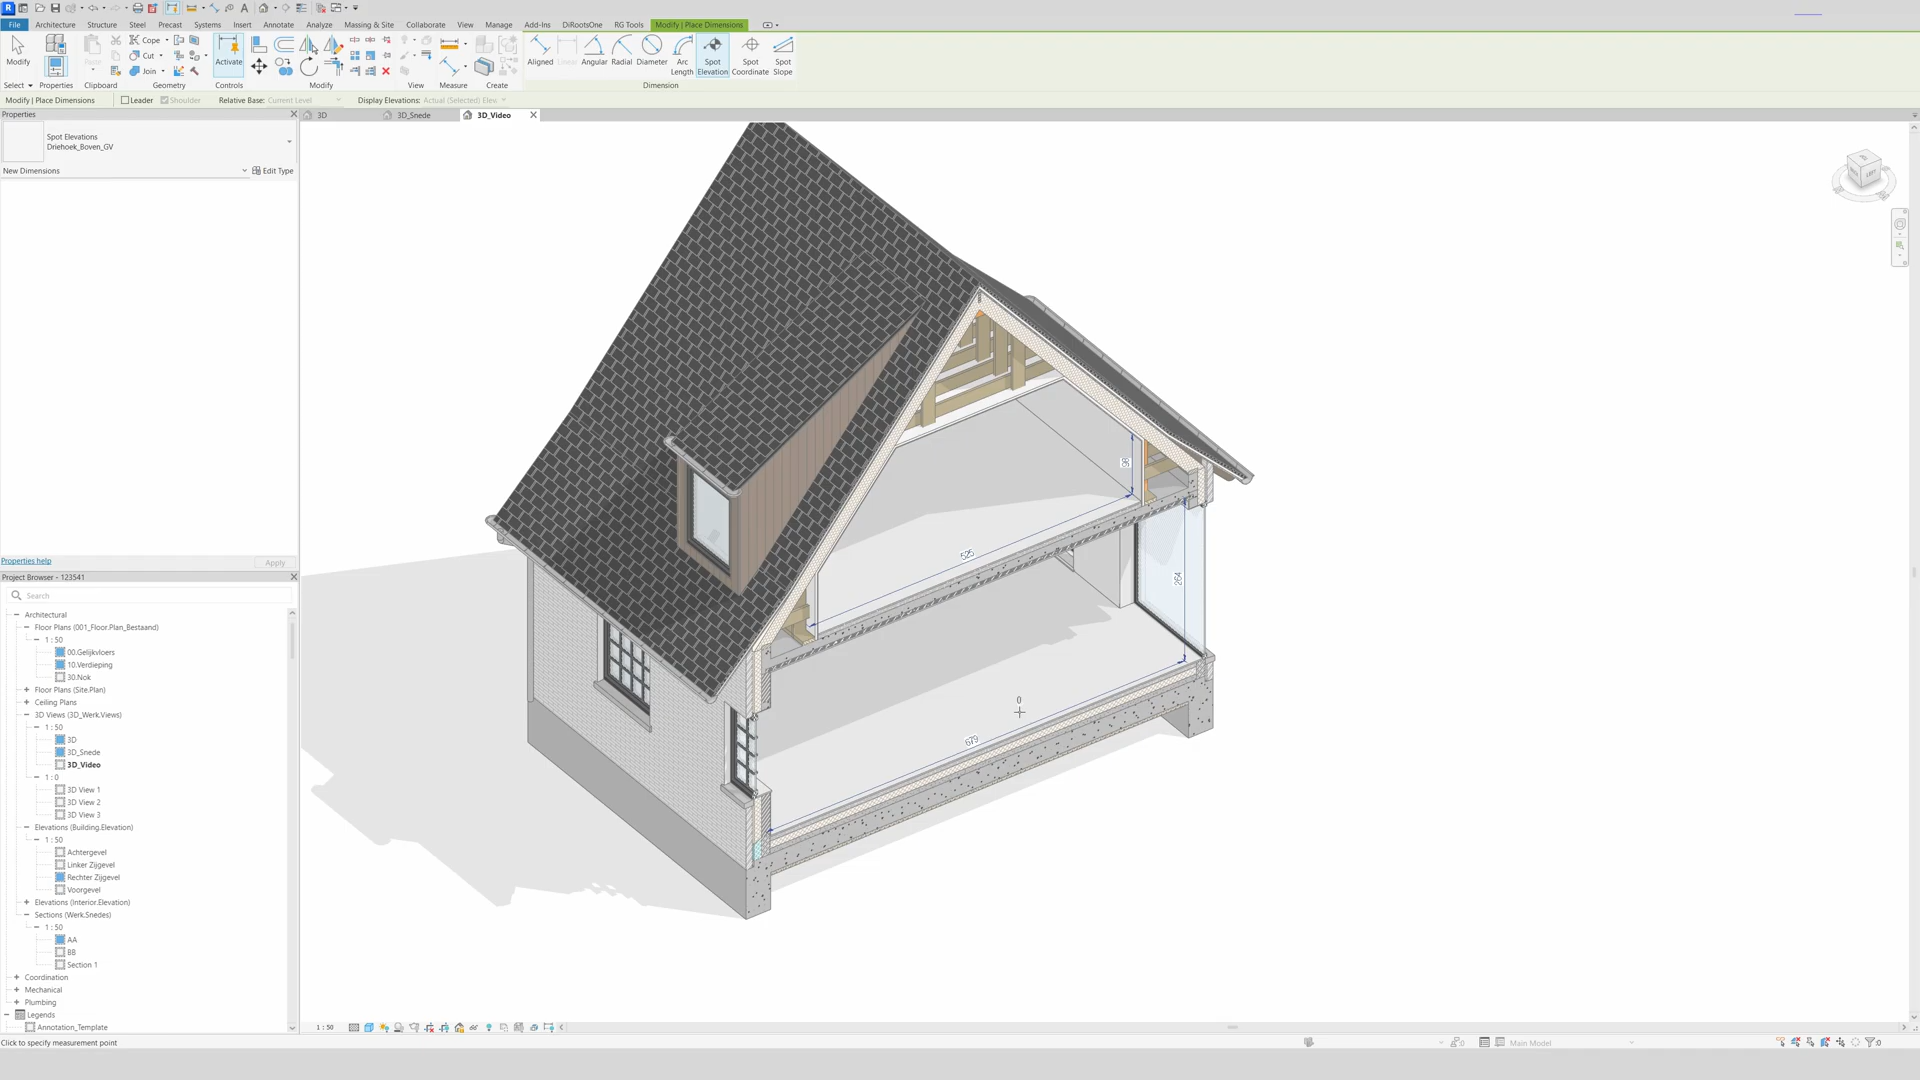 File Architecture Structure Steel Precast Systems Insert Annotate Analyze Massing & Site Collaborate View Manage Add-Ins DiRootsOne RG Tools Modify | Place Dimensions
Modify Cope Cut Join Paste Activate Aligned Linear Angular Radial Diameter Arc Length Spot Elevation Spot Coordinate Spot Slope
Select Properties Clipboard Geometry Controls Modify View Measure Create Dimension
Modify | Place Dimensions Leader Shoulder Relative Base: Current Level Display Elevations: Actual (Selected) Elev
Properties
3D 3D_Snede 3D_Video
Spot Elevations
Driehoek_Boven_GV
New Dimensions Edit Type
Properties help Apply
Project Browser - 123541
Search
Architectural
Floor Plans (001_Floor.Plan_Bestaand)
1 : 50
00.Gelijkvloers
10.Verdieping
30.Nok
Floor Plans (Site.Plan)
Ceiling Plans
3D Views (3D_Werk.Views)
1 : 50
3D
3D_Snede
3D_Video
1 : 0
3D View 1
3D View 2
3D View 3
Elevations (Building.Elevation)
1 : 50
Achtergevel
Linker Zijgevel
Rechter Zijgevel
Voorgevel
Elevations (Interior.Elevation)
Sections (Werk.Snedes)
1 : 50
AA
BB
Section 1
Coordination
Mechanical
Plumbing
Legends
Annotation_Template
525
264
0
679
1 : 50
Click to specify measurement point
:0
Main Model
:0